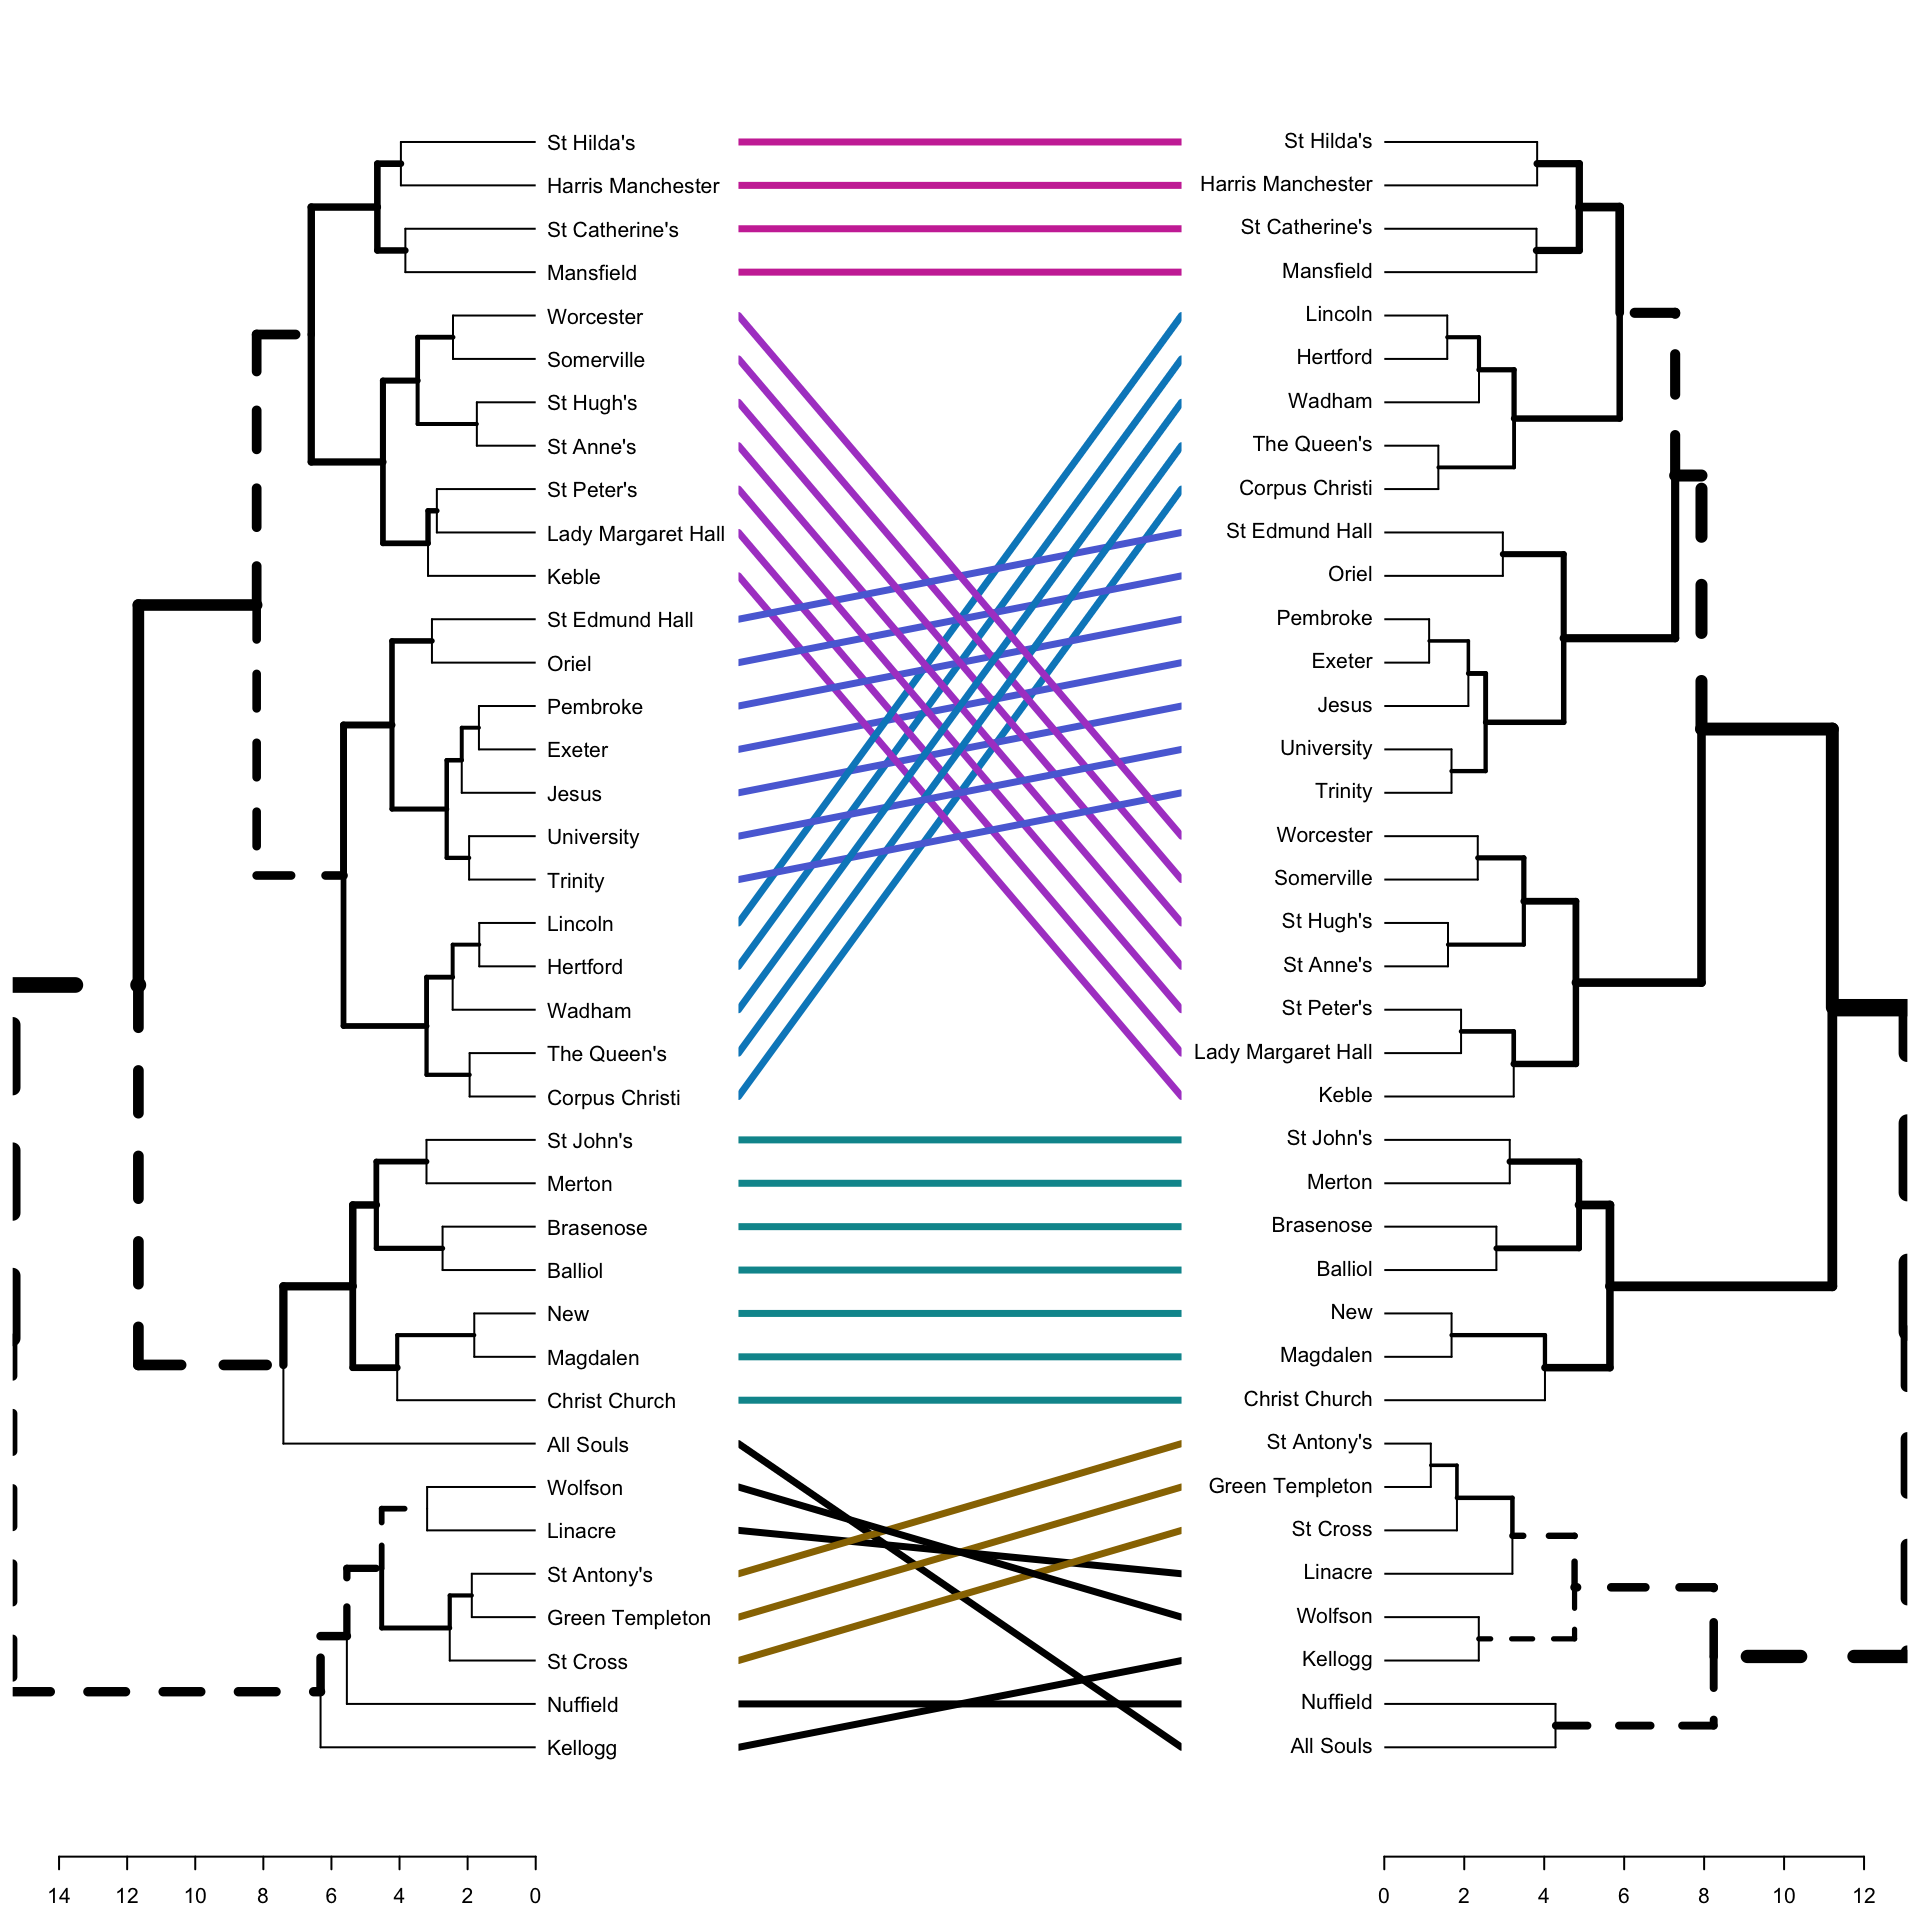 St Hilda's St Hilda's
Harris Manchester Harris Manchester
St Catherine's St Catherine's
Mansfield Mansfield
Worcester Lincoln
Somerville Hertford
St Hugh's Wadham
St Anne's The Queen's
St Peter's Corpus Christi
Lady Margaret Hall St Edmund Hall
Keble Oriel
St Edmund Hall Pembroke
Oriel Exeter
Pembroke Jesus
Exeter University
Jesus Trinity
University Worcester
Trinity Somerville
Lincoln St Hugh's
Hertford St Anne's
Wadham St Peter's
The Queen's Lady Margaret Hall
Corpus Christi Keble
St John's St John's
Merton Merton
Brasenose Brasenose
Balliol Balliol
New New
Magdalen Magdalen
Christ Church Christ Church
All Souls St Antony's
Wolfson Green Templeton
Linacre St Cross
St Antony's Linacre
Green Templeton Wolfson
St Cross Kellogg
Nuffield Nuffield
Kellogg All Souls
14 12 10 8 6 4 2 0 0 2 4 6 8 10 12